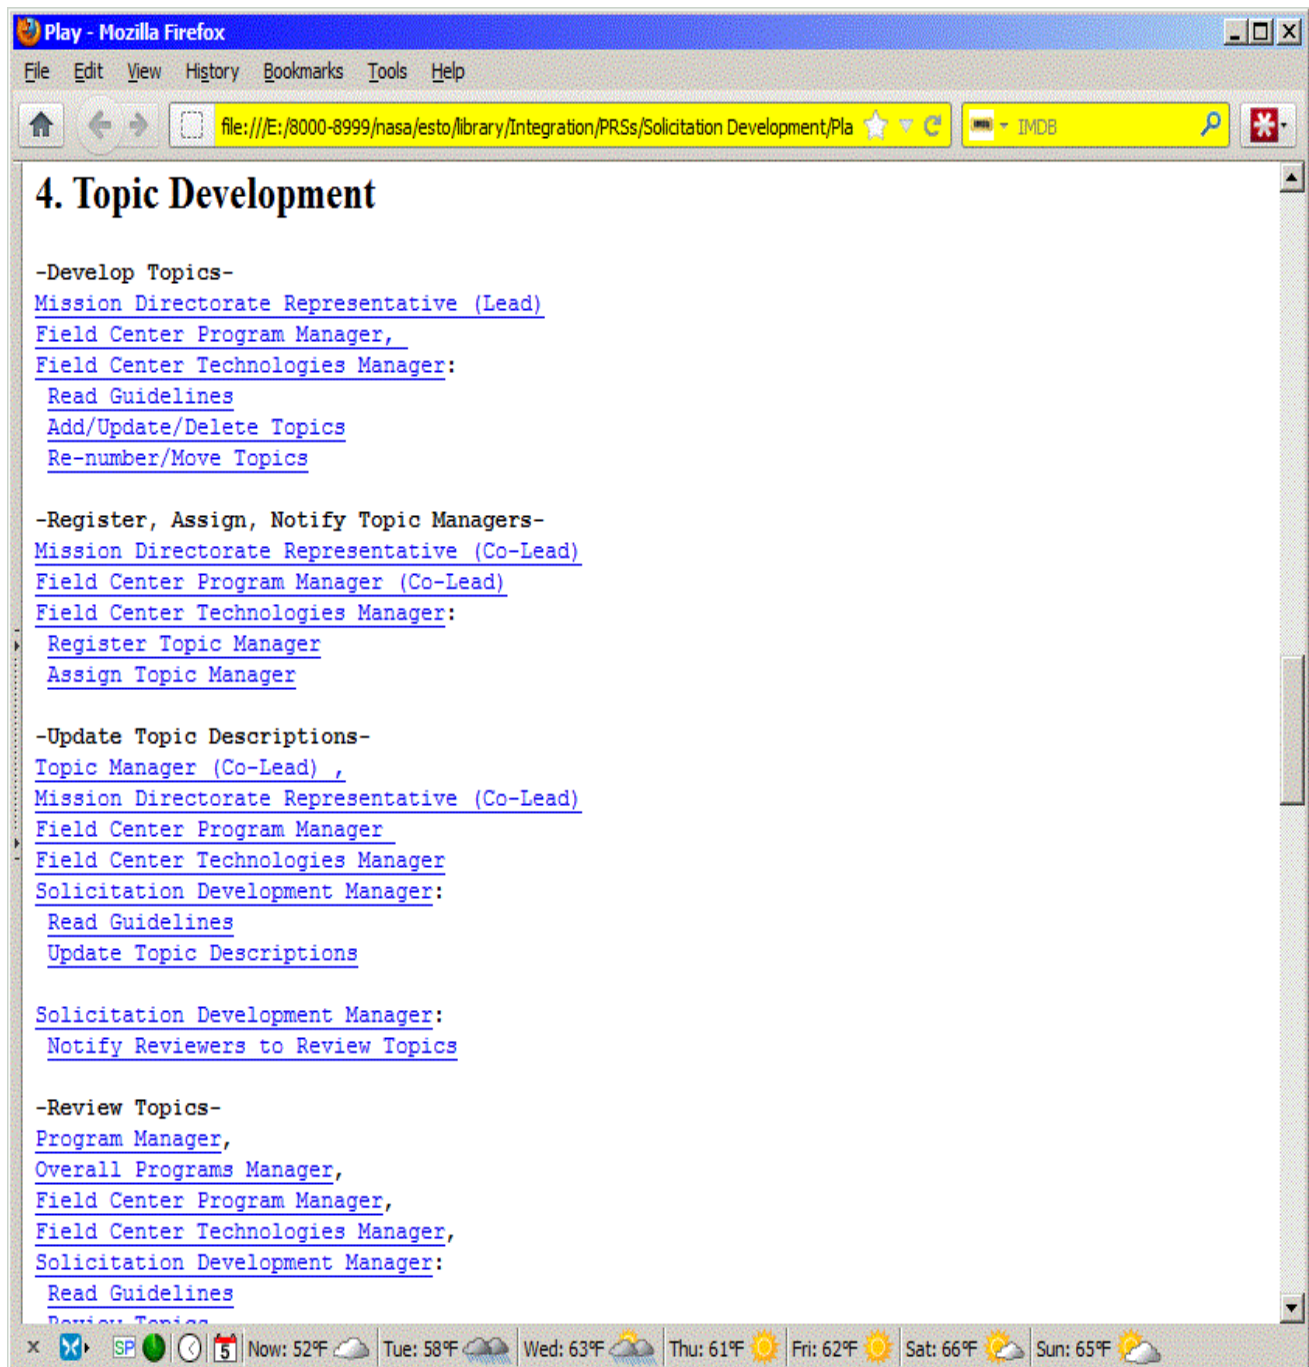 Play - Mozilla Firefox
File Edit View History Bookmarks Tools Help
file:///E:/8000-8999/nasa/esto/library/Integration/PRSs/Solicitation Development/Pla IMDB
4. Topic Development
-Develop Topics-
Mission Directorate Representative (Lead)
Field Center Program Manager,
Field Center Technologies Manager:
Read Guidelines
Add/Update/Delete Topics
Re-number/Move Topics
-Register, Assign, Notify Topic Managers-
Mission Directorate Representative (Co-Lead)
Field Center Program Manager (Co-Lead)
Field Center Technologies Manager:
Register Topic Manager
Assign Topic Manager
-Update Topic Descriptions-
Topic Manager (Co-Lead) ,
Mission Directorate Representative (Co-Lead)
Field Center Program Manager
Field Center Technologies Manager
Solicitation Development Manager:
Read Guidelines
Update Topic Descriptions
Solicitation Development Manager:
Notify Reviewers to Review Topics
-Review Topics-
Program Manager,
Overall Programs Manager,
Field Center Program Manager,
Field Center Technologies Manager,
Solicitation Development Manager:
Read Guidelines
Review Topics
SP 5 Now: 52°F Tue: 58°F Wed: 63°F Thu: 61°F Fri: 62°F Sat: 66°F Sun: 65°F